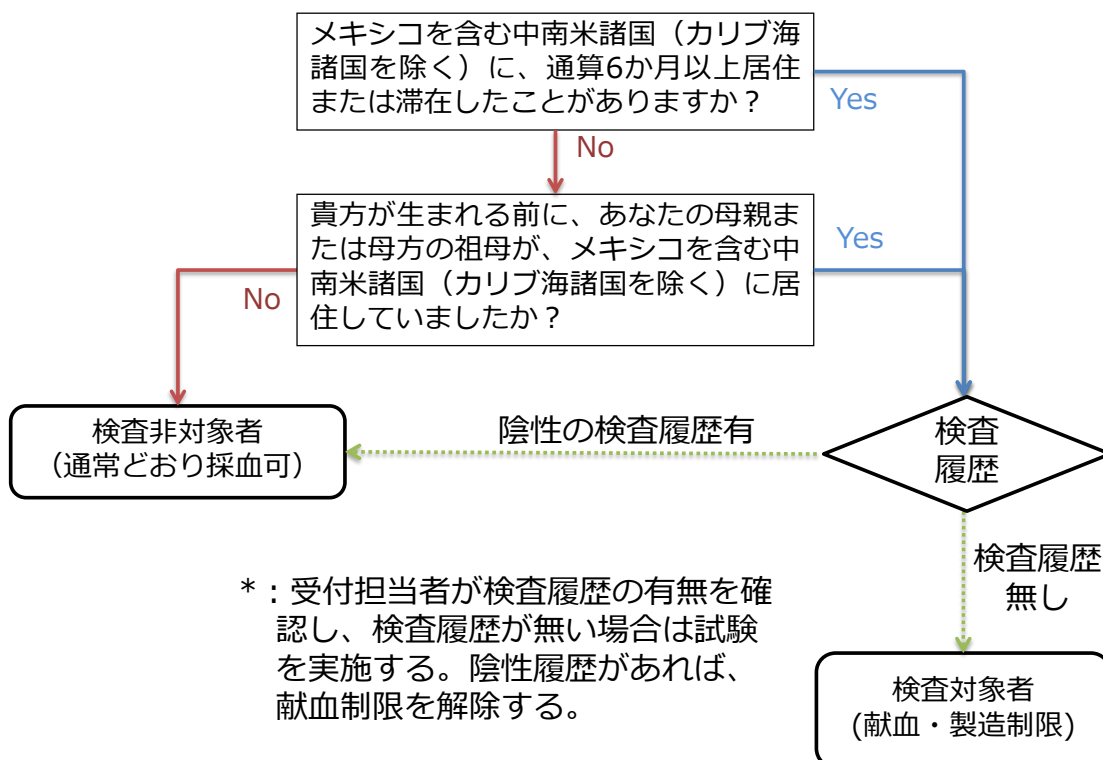 メキシコを含む中南米諸国（カリブ海
諸国を除く）に、通算6か月以上居住
または滞在したことがありますか？
Yes
No
貴方が生まれる前に、あなたの母親ま
たは母方の祖母が、メキシコを含む中
南米諸国（カリブ海諸国を除く）に居
住していましたか？
Yes
No
検査非対象者
（通常どおり採血可）
陰性の検査履歴有
検査
履歴
検査履歴
無し
*：受付担当者が検査履歴の有無を確
認し、検査履歴が無い場合は試験
を実施する。陰性履歴があれば、
献血制限を解除する。
検査対象者
(献血・製造制限)